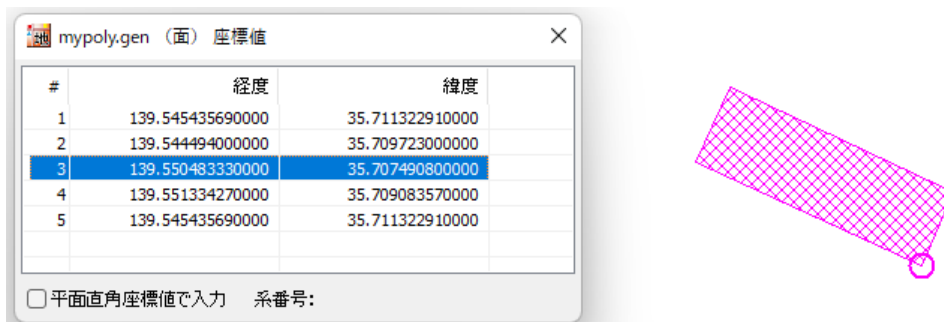 地 mypoly.gen （面） 座標値
# 経度 緯度
1 139.545435690000 35.711322910000
2 139.544494000000 35.709723000000
3 139.550483330000 35.707490800000
4 139.551334270000 35.709083570000
5 139.545435690000 35.711322910000
平面直角座標値で入力 系番号: